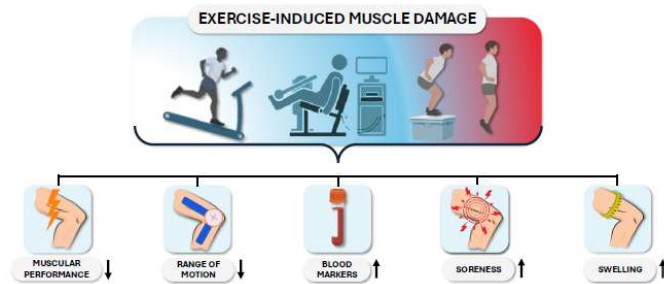 EXERCISE-INDUCED MUSCLE DAMAGE
MUSCULAR
PERFORMANCE
RANGE OF
MOTION
BLOOD
MARKERS
SORENESS
SWELLING